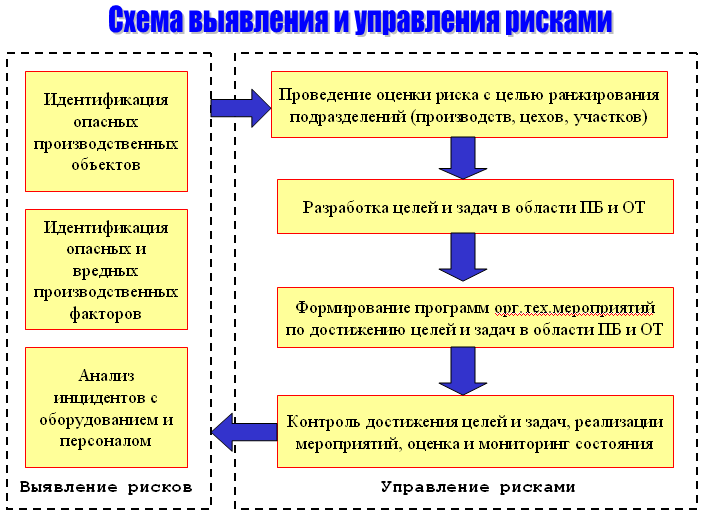 Схема выявления и управления рисками
Идентификация
опасных
производственных
объектов
Идентификация
опасных и
вредных
производственных
факторов
Анализ
инцидентов с
оборудованием и
персоналом
Выявление рисков
Проведение оценки риска с целью ранжирования
подразделений (производств, цехов, участков)
Разработка целей и задач в области ПБ и ОТ
Формирование программ орг.тех.мероприятий
по достижению целей и задач в области ПБ и ОТ
Контроль достижения целей и задач, реализации
мероприятий, оценка и мониторинг состояния
Управление рисками